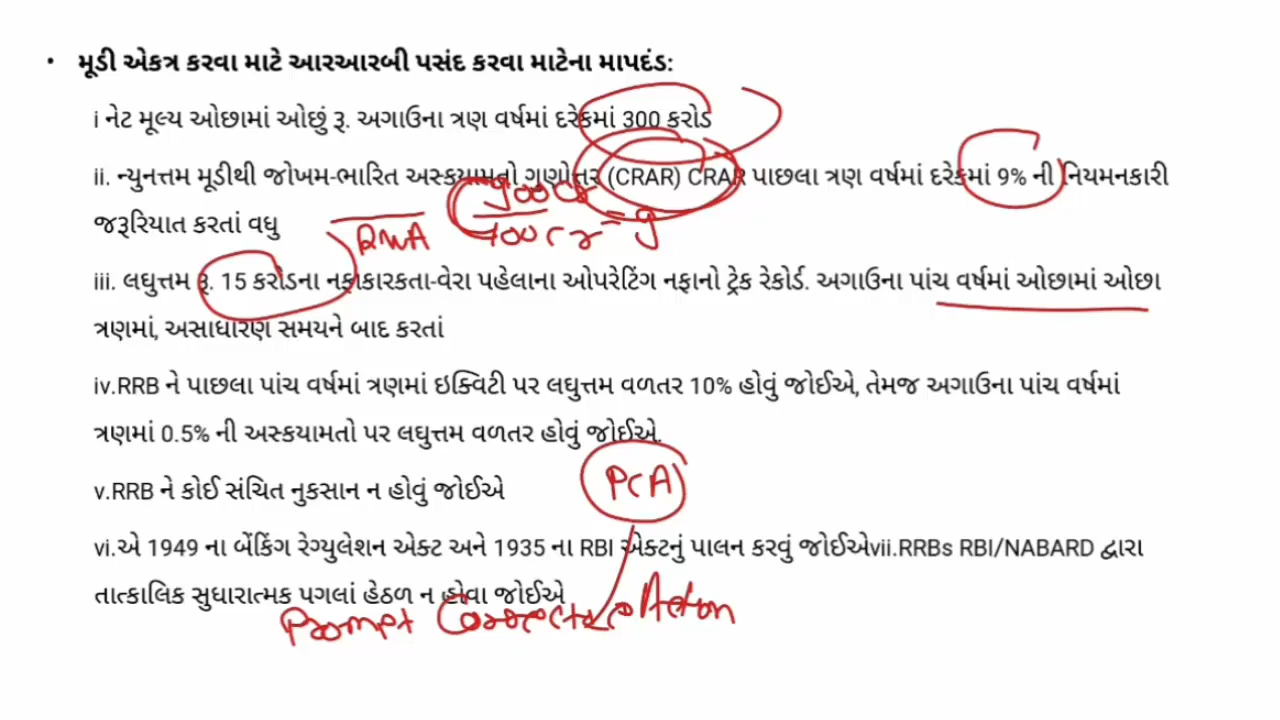 • મૂડી એકત્ર કરવા માટે આરઆરબી પસંદ કરવા માટેના માપદંડ:
i નેટ મૂલ્ય ઓછામાં ઓછું રૂ. અગાઉના ત્રણ વર્ષમાં દરેકમાં 300 કરોડ
ii. ન્યુનત્તમ મૂડીથી જોખમ-ભારિત અસ્કયામતો ગુણોત્તર (CRAR) CRAR પાછલા ત્રણ વર્ષમાં દરેકમાં 9% ની નિયમનકારી
જરૂરિયાત કરતાં વધુ
RWA
100 cr
iii. લઘુત્તમ રૂ. 15 કરોડના નફાકારકતા-વેરા પહેલાના ઓપરેટિંગ નફાનો ટ્રેક રેકોર્ડ. અગાઉના પાંચ વર્ષમાં ઓછામાં ઓછા
ત્રણમાં, અસાધારણ સમયને બાદ કરતાં
iv.RRB ને પાછલા પાંચ વર્ષમાં ત્રણમાં ઇક્વિટી પર લઘુત્તમ વળતર 10% હોવું જોઈએ, તેમજ અગાઉના પાંચ વર્ષમાં
ત્રણમાં 0.5% ની અસ્કયામતો પર લઘુત્તમ વળતર હોવું જોઈએ.
PCA
v.RRB ને કોઈ સંચિત નુકસાન ન હોવું જોઈએ
vi.એ 1949 ના બેંકિંગ રેગ્યુલેશન એક્ટ અને 1935 ના RBI એક્ટનું પાલન કરવું જોઈએvii.RRBs RBI/NABARD દ્વારા
તાત્કાલિક સુધારાત્મક પગલાં હેઠળ ન હોવા જોઈએ
Prompt Action